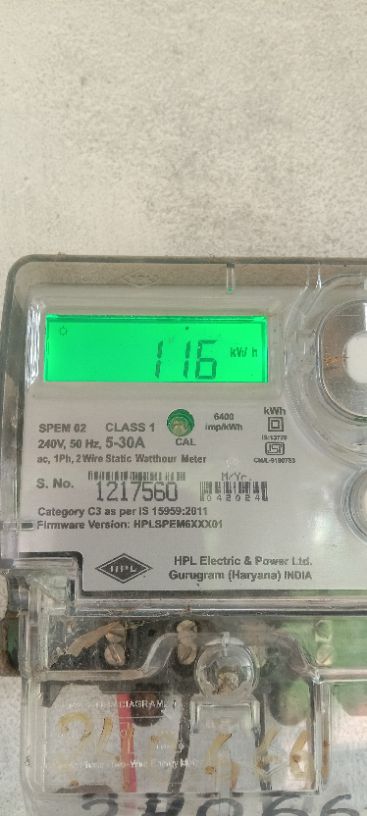 116 kW h
SPEM 02 CLASS 1 6400 imp/kWh kWh
240V, 50 Hz, 5-30A CAL IS:13779
ac, 1Ph, 2 Wire Static Watthour Meter
S. No. 1217560 M/Yr. 042024
Category C3 as per IS 15959:2011
Firmware Version: HPLSPEM6XXX01
HPL HPL Electric & Power Ltd.
Gurugram (Haryana) INDIA
DIAGRAM